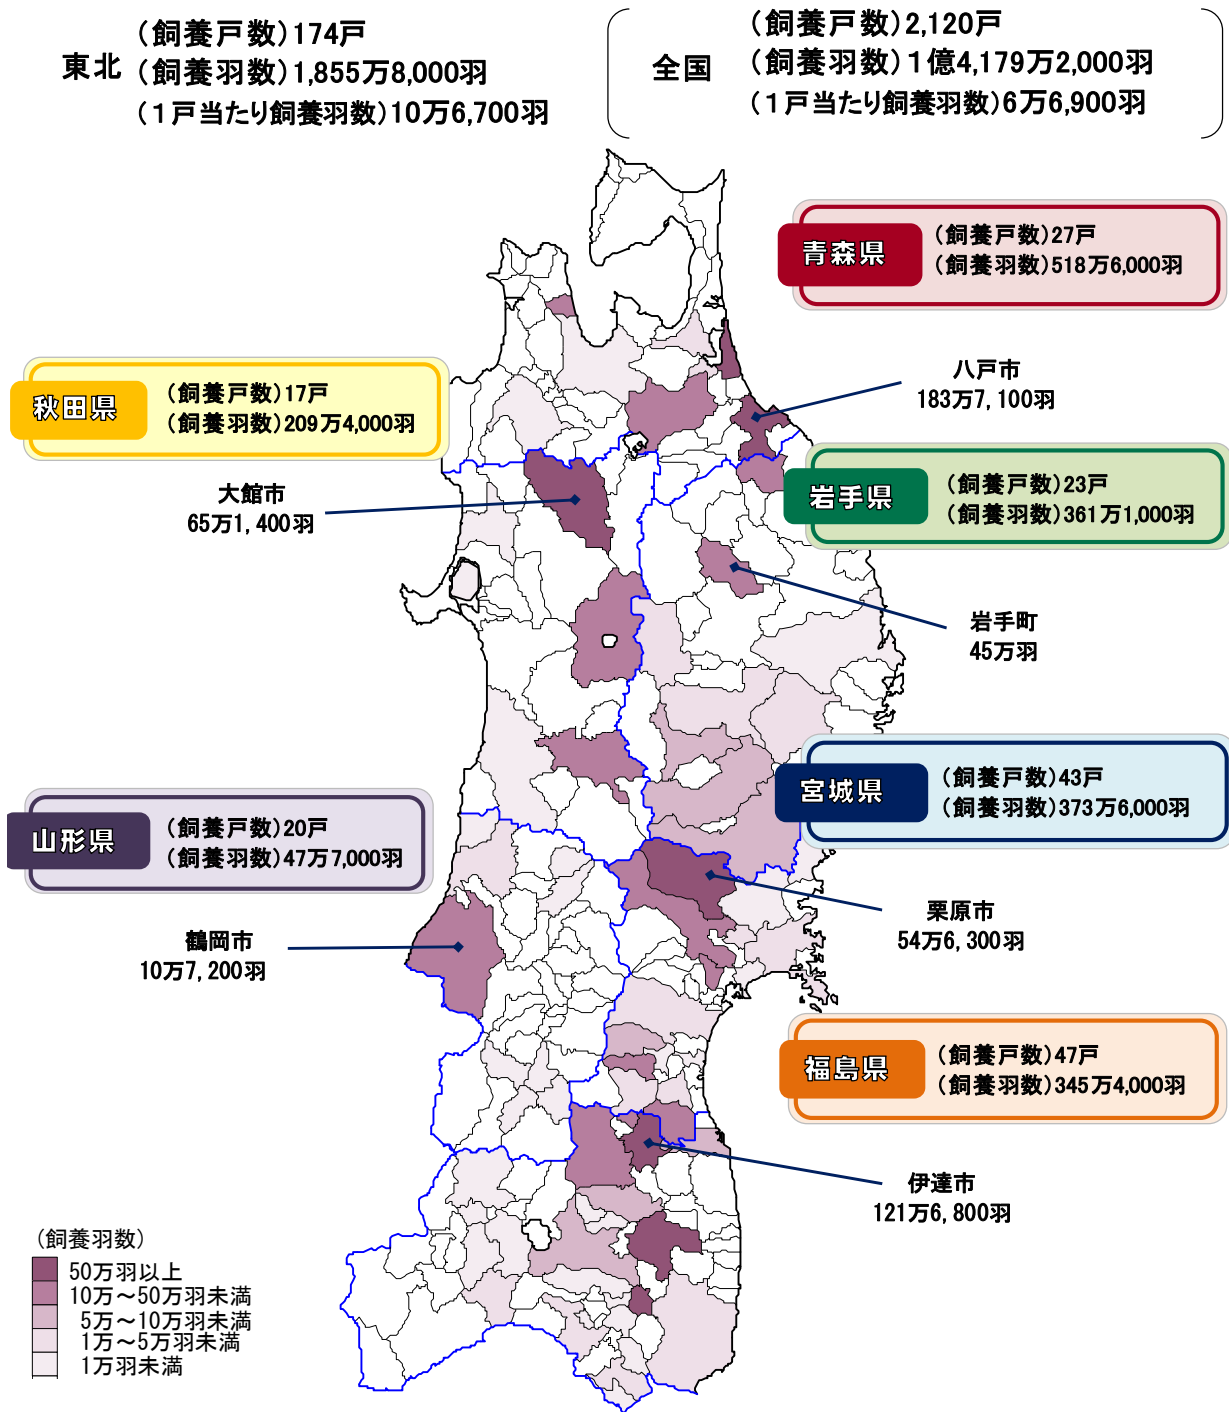 東北
(飼養戸数)174戸
(飼養羽数)1,855万8,000羽
(1戸当たり飼養羽数)10万6,700羽
全国
(飼養戸数)2,120戸
(飼養羽数)1億4,179万2,000羽
(1戸当たり飼養羽数)6万6,900羽
青森県
(飼養戸数)27戸
(飼養羽数)518万6,000羽
八戸市
183万7,100羽
秋田県
(飼養戸数)17戸
(飼養羽数)209万4,000羽
大館市
65万1,400羽
岩手県
(飼養戸数)23戸
(飼養羽数)361万1,000羽
岩手町
45万羽
宮城県
(飼養戸数)43戸
(飼養羽数)373万6,000羽
山形県
(飼養戸数)20戸
(飼養羽数)47万7,000羽
栗原市
54万6,300羽
鶴岡市
10万7,200羽
福島県
(飼養戸数)47戸
(飼養羽数)345万4,000羽
伊達市
121万6,800羽
(飼養羽数)
50万羽以上
10万～50万羽未満
5万～10万羽未満
1万～5万羽未満
1万羽未満